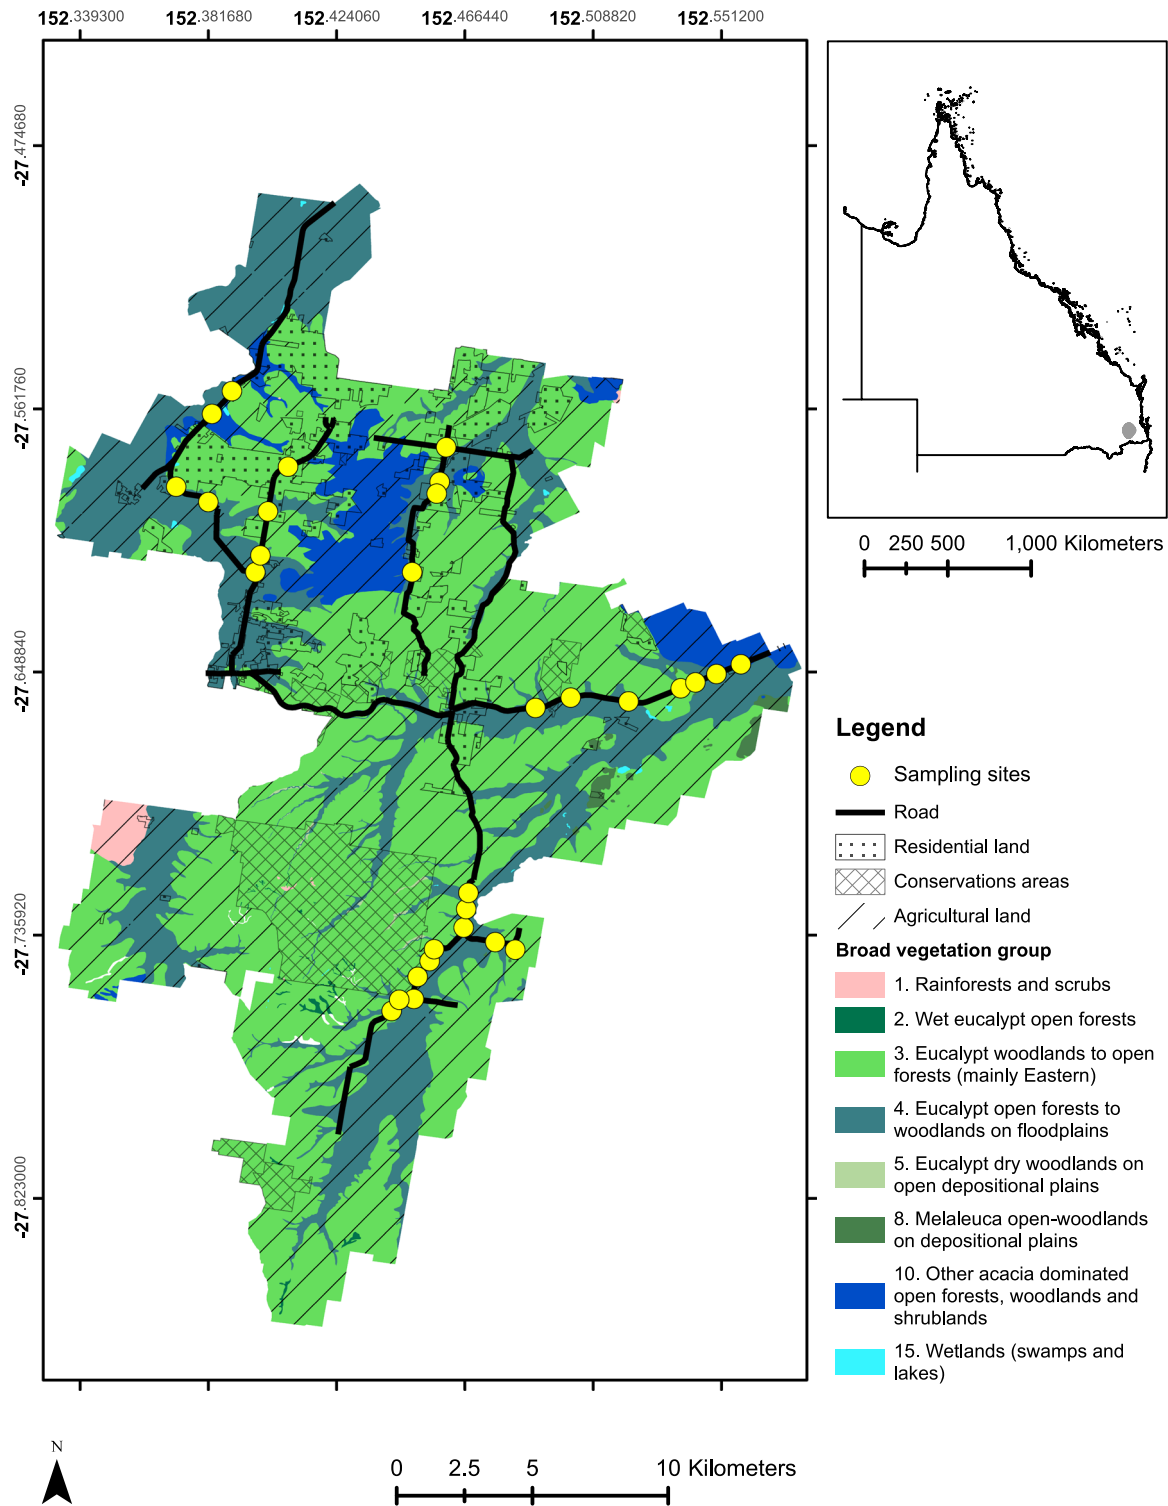 152.339300 152.381680 152.424060 152.466440 152.508820 152.551200
-27.474680
-27.561760
-27.648840
-27.735920
-27.823000
0 250 500 1,000 Kilometers
Legend
Sampling sites
Road
Residential land
Conservations areas
Agricultural land
Broad vegetation group
1. Rainforests and scrubs
2. Wet eucalypt open forests
3. Eucalypt woodlands to open
forests (mainly Eastern)
4. Eucalypt open forests to
woodlands on floodplains
5. Eucalypt dry woodlands on
open depositional plains
8. Melaleuca open-woodlands
on depositional plains
10. Other acacia dominated
open forests, woodlands and
shrublands
15. Wetlands (swamps and
lakes)
N
0 2.5 5 10 Kilometers